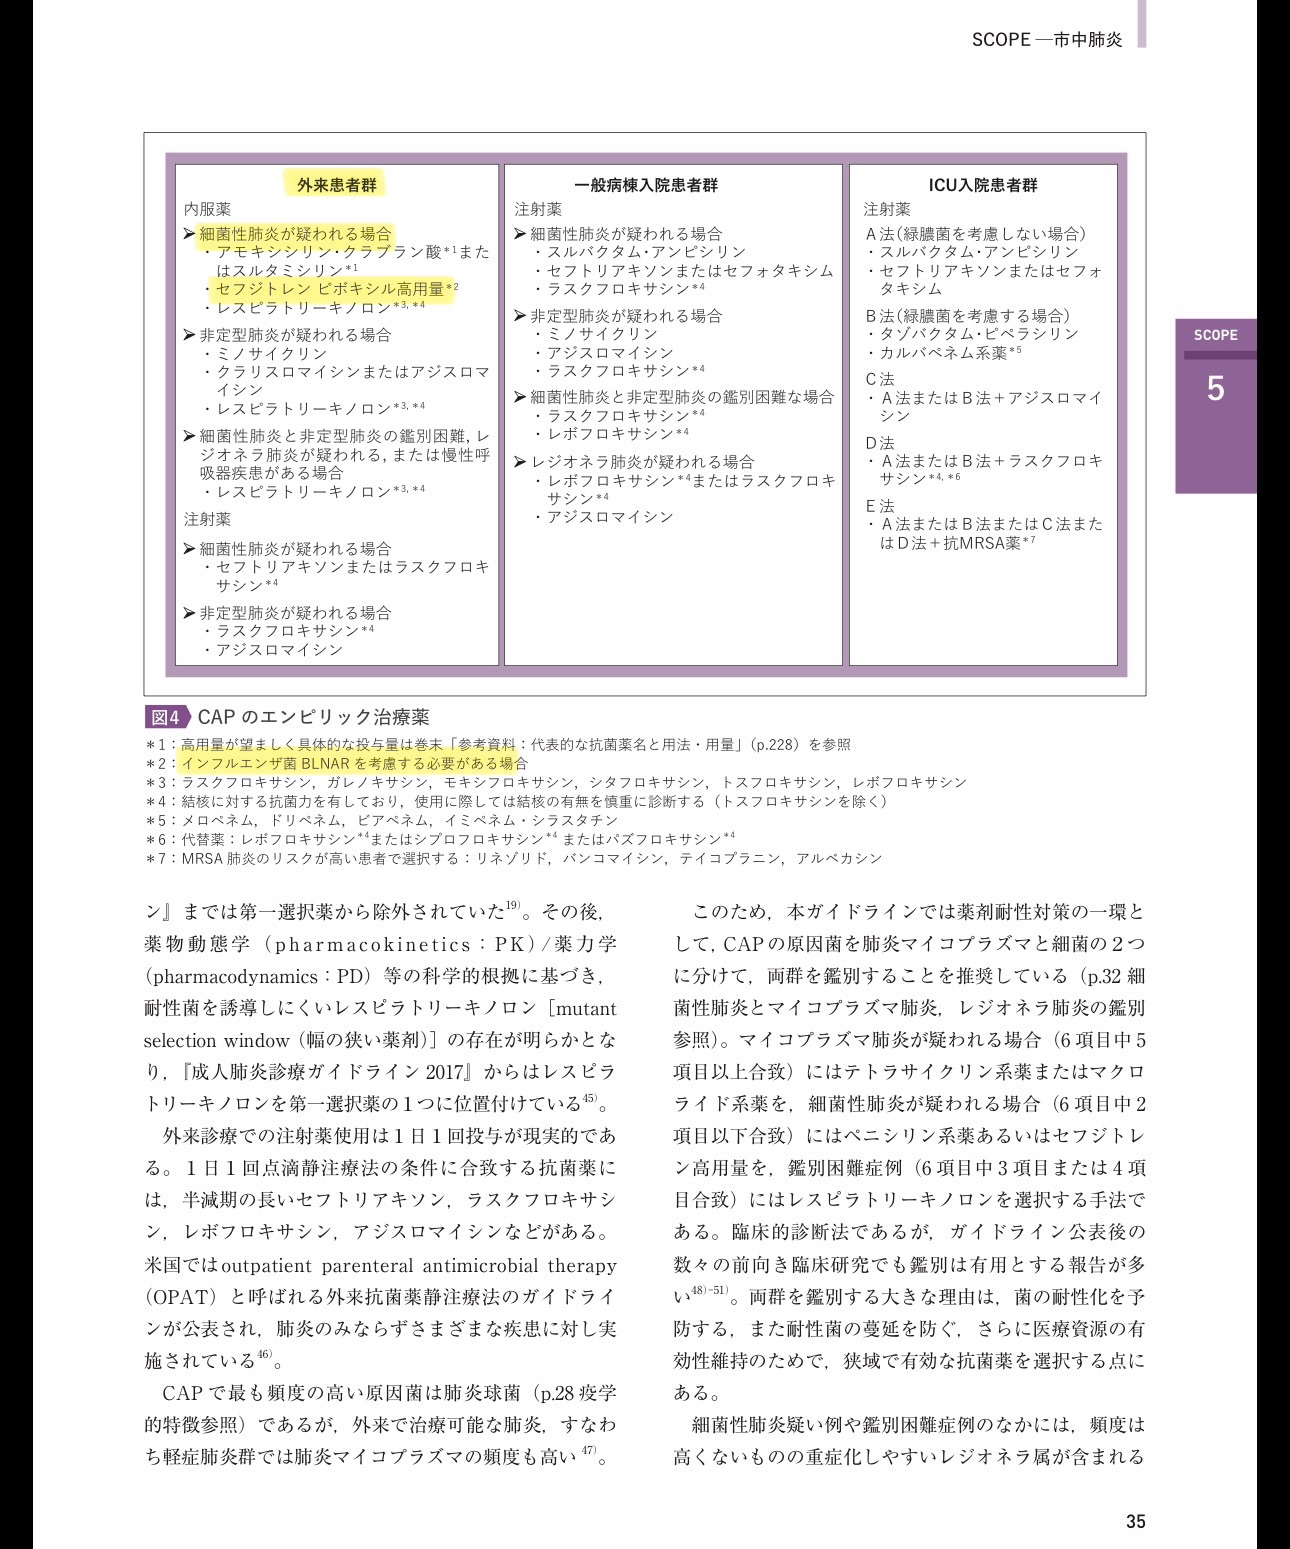 SCOPE ―市中肺炎
外来患者群
内服薬
➢ 細菌性肺炎が疑われる場合
・アモキシシリン・クラブラン酸＊1また
はスルタミシリン＊1
・セフジトレン ピボキシル高用量＊2
・レスピラトリーキノロン＊3, ＊4
➢ 非定型肺炎が疑われる場合
・ミノサイクリン
・クラリスロマイシンまたはアジスロマ
イシン
・レスピラトリーキノロン＊3, ＊4
➢ 細菌性肺炎と非定型肺炎の鑑別困難, レ
ジオネラ肺炎が疑われる, または慢性呼
吸器疾患がある場合
・レスピラトリーキノロン＊3, ＊4
注射薬
➢ 細菌性肺炎が疑われる場合
・セフトリアキソンまたはラスクフロキ
サシン＊4
➢ 非定型肺炎が疑われる場合
・ラスクフロキサシン＊4
・アジスロマイシン
一般病棟入院患者群
注射薬
➢ 細菌性肺炎が疑われる場合
・スルバクタム・アンピシリン
・セフトリアキソンまたはセフォタキシム
・ラスクフロキサシン＊4
➢ 非定型肺炎が疑われる場合
・ミノサイクリン
・アジスロマイシン
・ラスクフロキサシン＊4
➢ 細菌性肺炎と非定型肺炎の鑑別困難な場合
・ラスクフロキサシン＊4
・レボフロキサシン＊4
➢ レジオネラ肺炎が疑われる場合
・レボフロキサシン＊4またはラスクフロキ
サシン＊4
・アジスロマイシン
ICU入院患者群
注射薬
A法（緑膿菌を考慮しない場合）
・スルバクタム・アンピシリン
・セフトリアキソンまたはセフォ
タキシム
B法（緑膿菌を考慮する場合）
・タゾバクタム・ピペラシリン
・カルバペネム系薬＊5
C法
・A法またはB法＋アジスロマイ
シン
D法
・A法またはB法＋ラスクフロキ
サシン＊4, ＊6
E法
・A法またはB法またはC法また
はD法＋抗MRSA薬＊7
SCOPE
5
図4 CAP のエンピリック治療薬
＊1：高用量が望ましく具体的な投与量は巻末「参考資料：代表的な抗菌薬名と用法・用量」（p.228）を参照
＊2：インフルエンザ菌 BLNAR を考慮する必要がある場合
＊3：ラスクフロキサシン，ガレノキサシン，モキシフロキサシン，シタフロキサシン，トスフロキサシン，レボフロキサシン
＊4：結核に対する抗菌力を有しており，使用に際しては結核の有無を慎重に診断する（トスフロキサシンを除く）
＊5：メロペネム，ドリペネム，ビアペネム，イミペネム・シラスタチン
＊6：代替薬：レボフロキサシン＊4またはシプロフロキサシン＊4 またはパズフロキサシン＊4
＊7：MRSA 肺炎のリスクが高い患者で選択する：リネゾリド，バンコマイシン，テイコプラニン，アルベカシン
ン』までは第一選択薬から除外されていた19)。その後，
薬物動態学（pharmacokinetics：PK）/薬力学
（pharmacodynamics：PD）等の科学的根拠に基づき，
耐性菌を誘導しにくいレスピラトリーキノロン［mutant
selection window（幅の狭い薬剤）］の存在が明らかとな
り，『成人肺炎診療ガイドライン 2017』からはレスピラ
トリーキノロンを第一選択薬の１つに位置付けている45)。
外来診療での注射薬使用は１日１回投与が現実的であ
る。１日１回点滴静注療法の条件に合致する抗菌薬に
は，半減期の長いセフトリアキソン，ラスクフロキサシ
ン，レボフロキサシン，アジスロマイシンなどがある。
米国では outpatient parenteral antimicrobial therapy
（OPAT）と呼ばれる外来抗菌薬静注療法のガイドライ
ンが公表され，肺炎のみならずさまざまな疾患に対し実
施されている46)。
CAP で最も頻度の高い原因菌は肺炎球菌（p.28 疫学
的特徴参照）であるが，外来で治療可能な肺炎，すなわ
ち軽症肺炎群では肺炎マイコプラズマの頻度も高い47)。
このため，本ガイドラインでは薬剤耐性対策の一環と
して，CAPの原因菌を肺炎マイコプラズマと細菌の２つ
に分けて，両群を鑑別することを推奨している（p.32 細
菌性肺炎とマイコプラズマ肺炎，レジオネラ肺炎の鑑別
参照）。マイコプラズマ肺炎が疑われる場合（6 項目中 5
項目以上合致）にはテトラサイクリン系薬またはマクロ
ライド系薬を，細菌性肺炎が疑われる場合（6 項目中 2
項目以下合致）にはペニシリン系薬あるいはセフジトレ
ン高用量を，鑑別困難症例（6 項目中 3 項目または 4 項
目合致）にはレスピラトリーキノロンを選択する手法で
ある。臨床的診断法であるが，ガイドライン公表後の
数々の前向き臨床研究でも鑑別は有用とする報告が多
い48)-51)。両群を鑑別する大きな理由は，菌の耐性化を予
防する，また耐性菌の蔓延を防ぐ，さらに医療資源の有
効性維持のためで，狭域で有効な抗菌薬を選択する点に
ある。
細菌性肺炎疑い例や鑑別困難症例のなかには，頻度は
高くないものの重症化しやすいレジオネラ属が含まれる
35